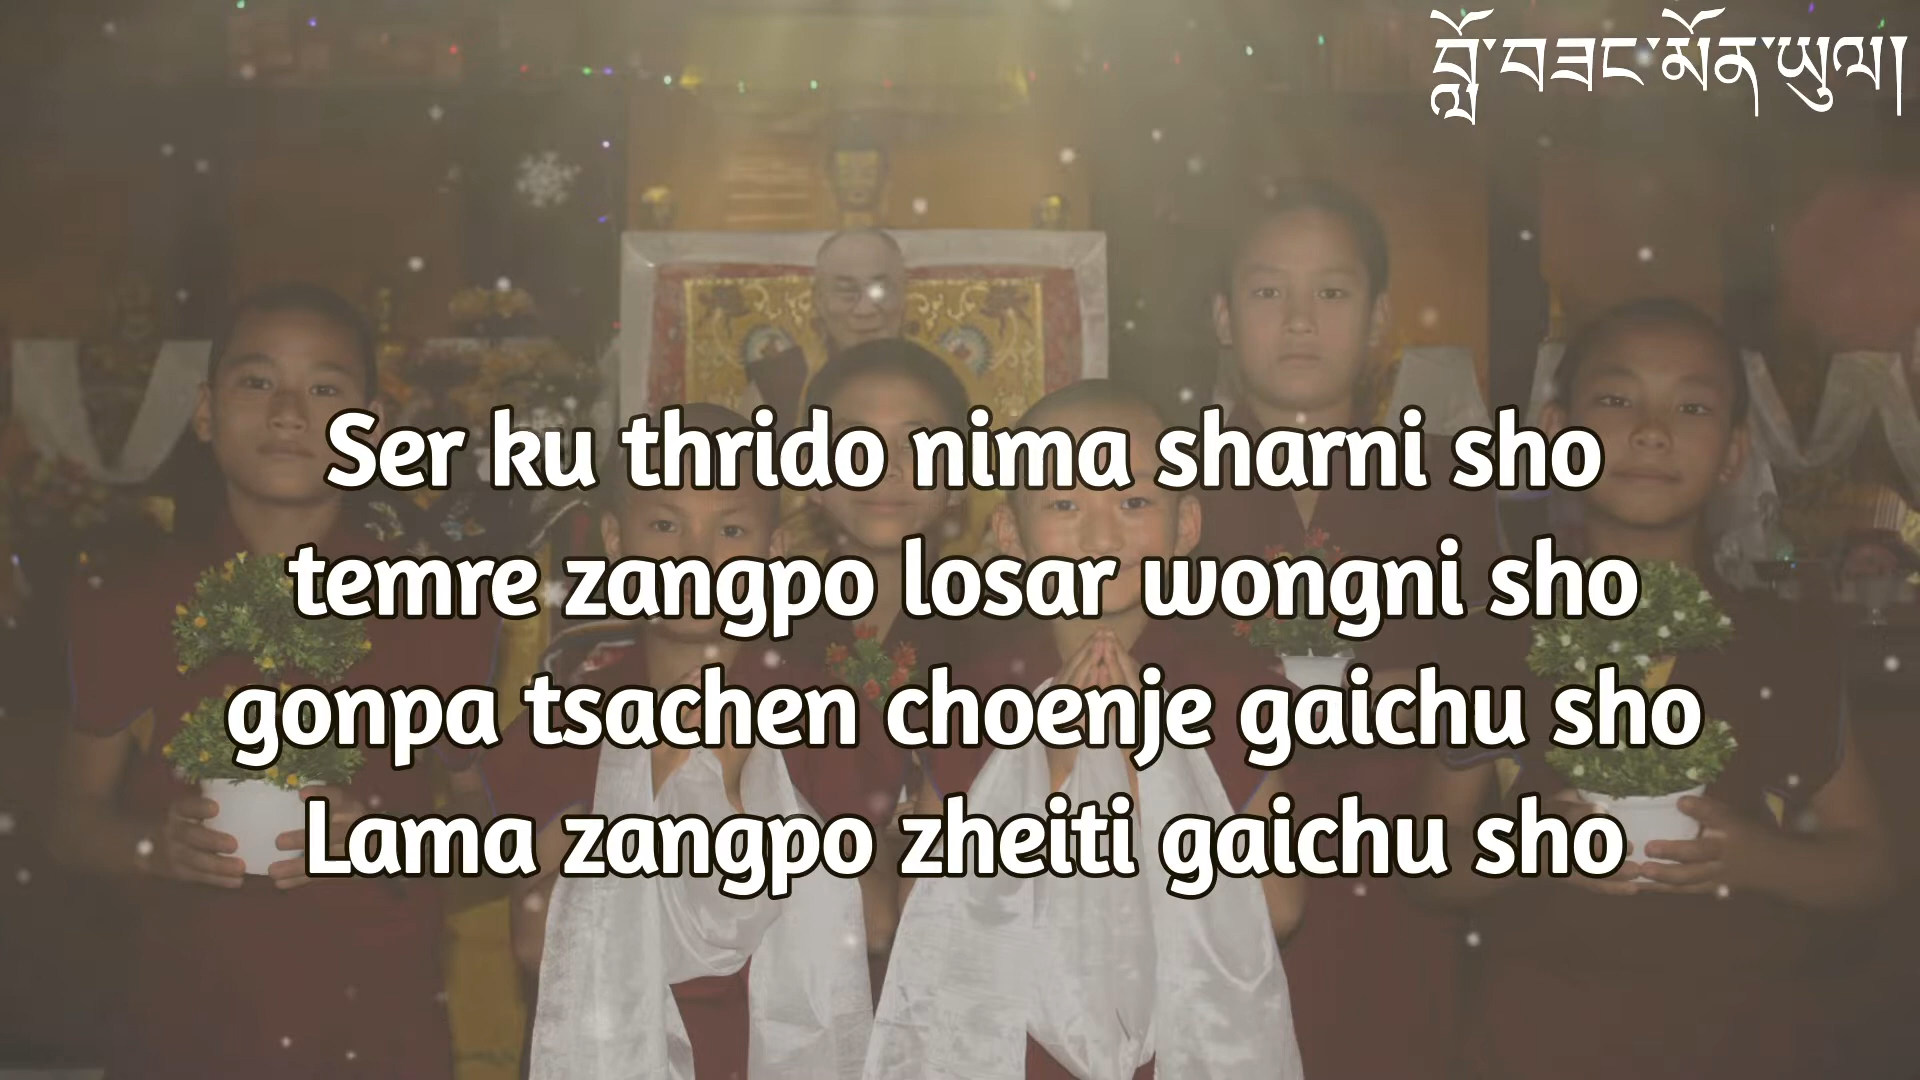 བློ་བཟང་མོན་ཡུལ།
Ser ku thrido nima sharni sho
temre zangpo losar wongni sho
gonpa tsachen choenje gaichu sho
Lama zangpo zheiti gaichu sho